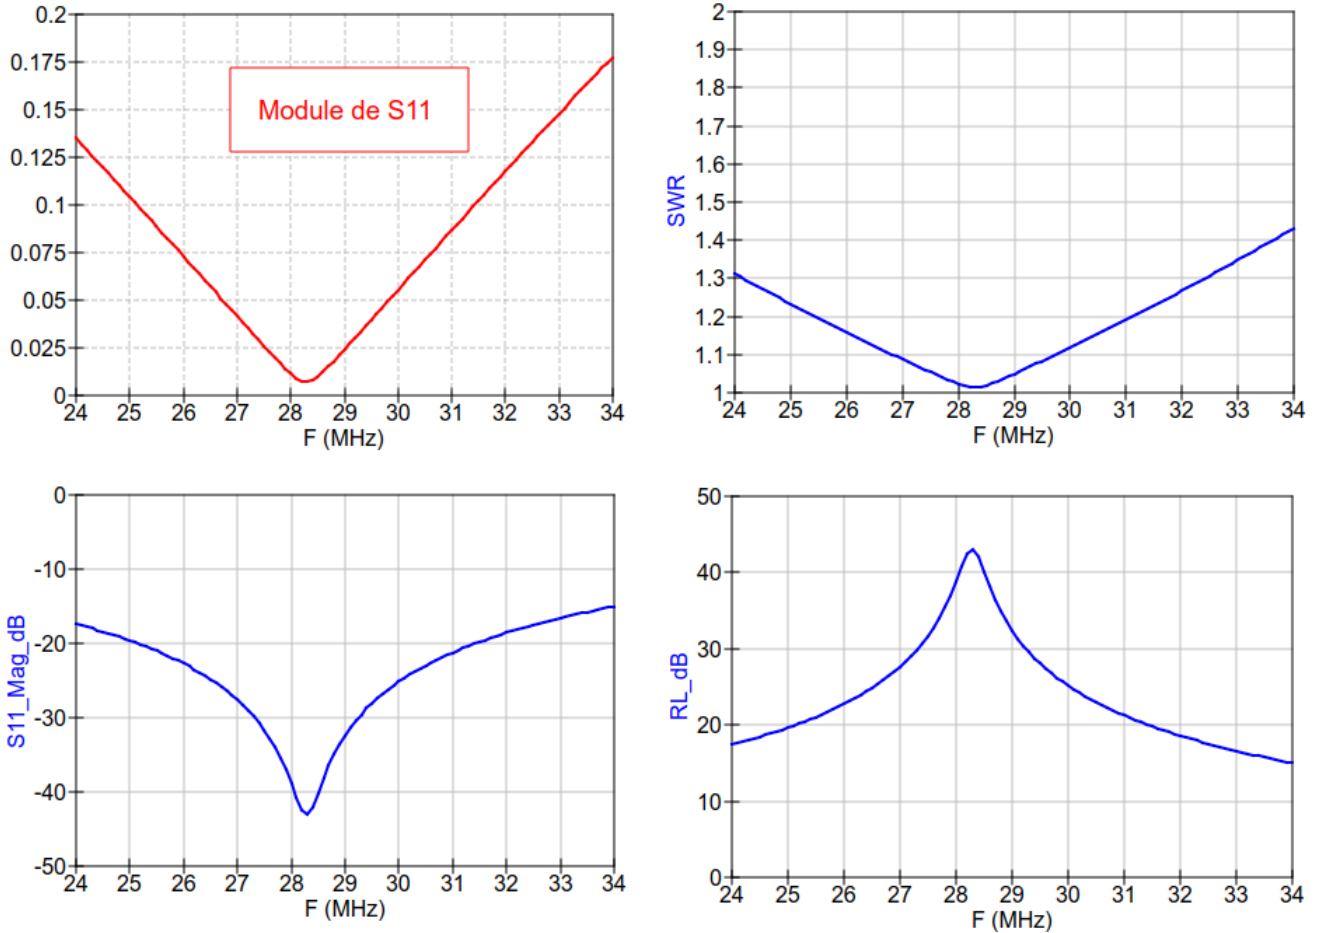 0.2
0.175
0.15
0.125
0.1
0.075
0.05
0.025
0
Module de S11
24 25 26 27 28 29 30 31 32 33 34
F (MHz)
2
1.9
1.8
1.7
1.6
1.5
1.4
1.3
1.2
1.1
1
SWR
24 25 26 27 28 29 30 31 32 33 34
F (MHz)
0
-10
-20
-30
-40
-50
S11_Mag_dB
24 25 26 27 28 29 30 31 32 33 34
F (MHz)
50
40
30
20
10
0
RL_dB
24 25 26 27 28 29 30 31 32 33 34
F (MHz)